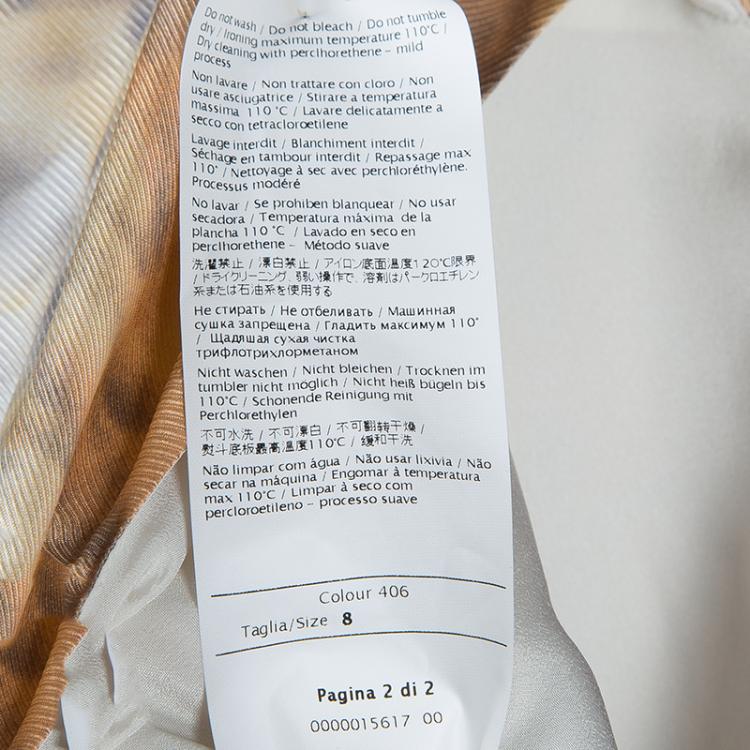 Do not wash / Do not bleach / Do not tumble
dry / Ironing maximum temperature 110°C /
Dry cleaning with perclhorethene – mild
process
Non lavare / Non trattare con cloro / Non
usare asciugatrice / Stirare a temperatura
massima 110 °C / Lavare delicatamente a
secco con tetracloroetilene
Lavage interdit / Blanchiment interdit /
Séchage en tambour interdit / Repassage max
110° / Nettoyage à sec avec perchloréthylène.
Processus modéré
No lavar / Se prohiben blanquear / No usar
secadora / Temperatura máxima de la
plancha 110 °C / Lavado en seco en
perclhorethene – Método suave
洗濯禁止 / 漂白禁止 / アイロン底面温度120℃限界
/ ドライクリーニング、弱い操作で、溶剤はパークロエチレン
系または石油系を使用する
Не стирать / Не отбеливать / Машинная
сушка запрещена / Гладить максимум 110°
/ Щадящая сухая чистка
трифлотрихлорметаном
Nicht waschen / Nicht bleichen / Trocknen im
tumbler nicht möglich / Nicht heiß bügeln bis
110°C / Schonende Reinigung mit
Perchlorethylen
不可水洗 / 不可漂白 / 不可翻转干燥 /
熨斗底板最高温度110℃ / 缓和干洗
Não limpar com água / Não usar lixivia / Não
secar na máquina / Engomar à temperatura
max 110°C / Limpar à seco com
percloroetileno – processo suave
Colour 406
Taglia/Size 8
Pagina 2 di 2
0000015617 00